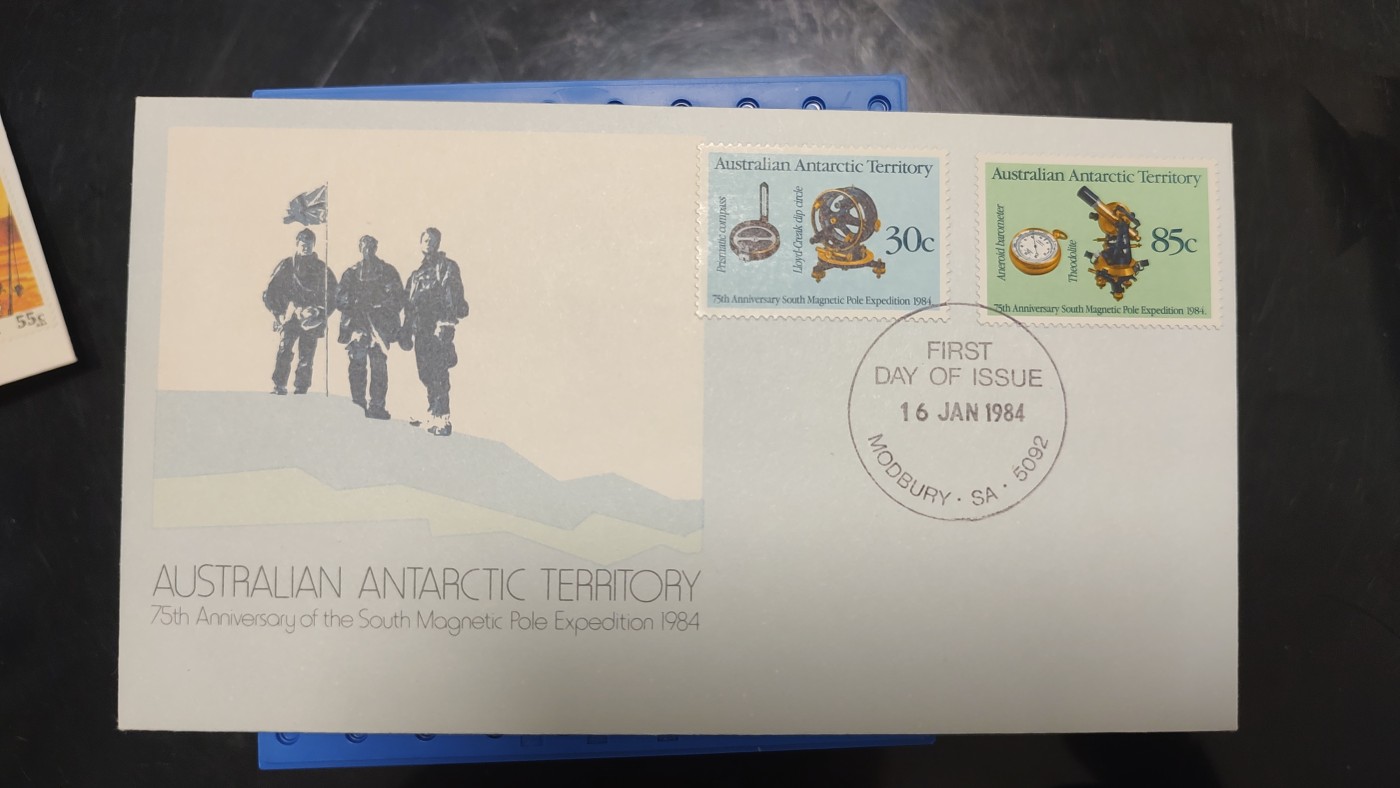 Australian Antarctic Territory
Prismatic compass
Lloyd-Creak dip circle
30c
75th Anniversary South Magnetic Pole Expedition 1984.
Australian Antarctic Territory
Aneroid barometer
Theodolite
85c
75th Anniversary South Magnetic Pole Expedition 1984.
FIRST
DAY OF ISSUE
16 JAN 1984
MODBURY · SA · 5092
AUSTRALIAN ANTARCTIC TERRITORY
75th Anniversary of the South Magnetic Pole Expedition 1984
55c